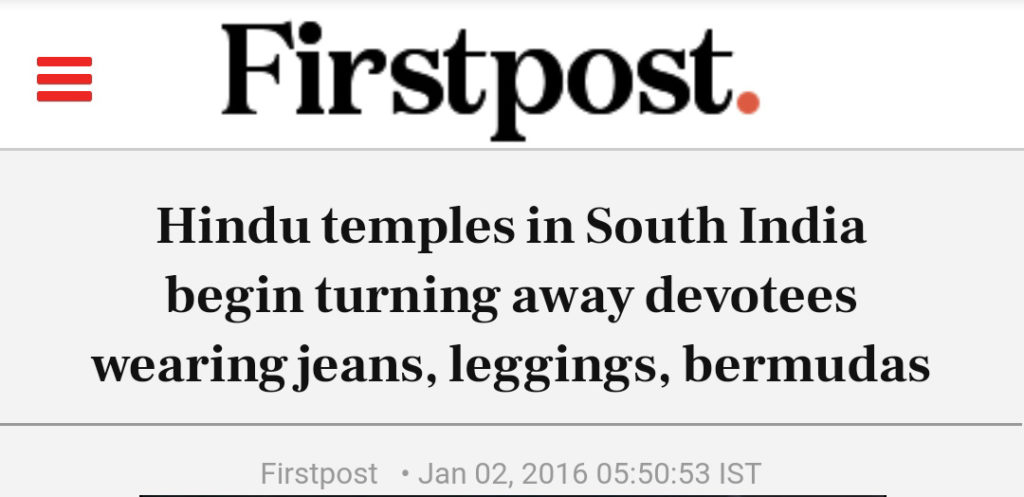 Firstpost.
Hindu temples in South India
begin turning away devotees
wearing jeans, leggings, bermudas
Firstpost • Jan 02, 2016 05:50:53 IST